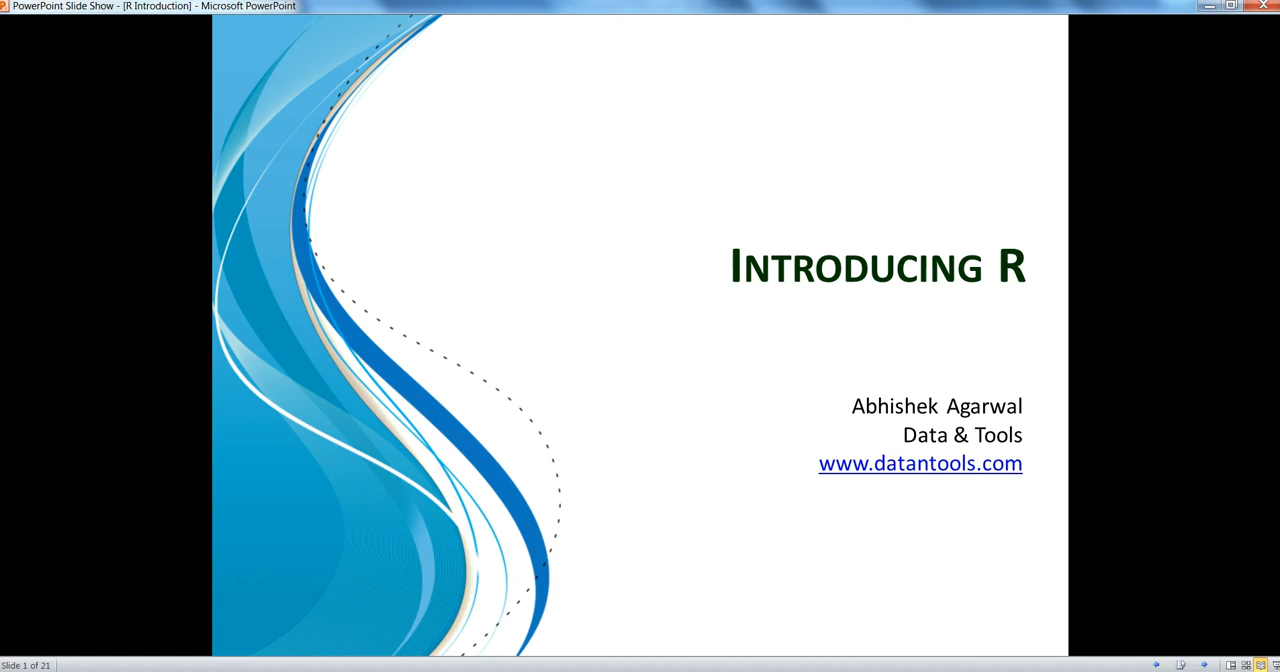 PowerPoint Slide Show - [R Introduction] - Microsoft PowerPoint
INTRODUCING R
Abhishek Agarwal
Data & Tools
www.datantools.com
Slide 1 of 21